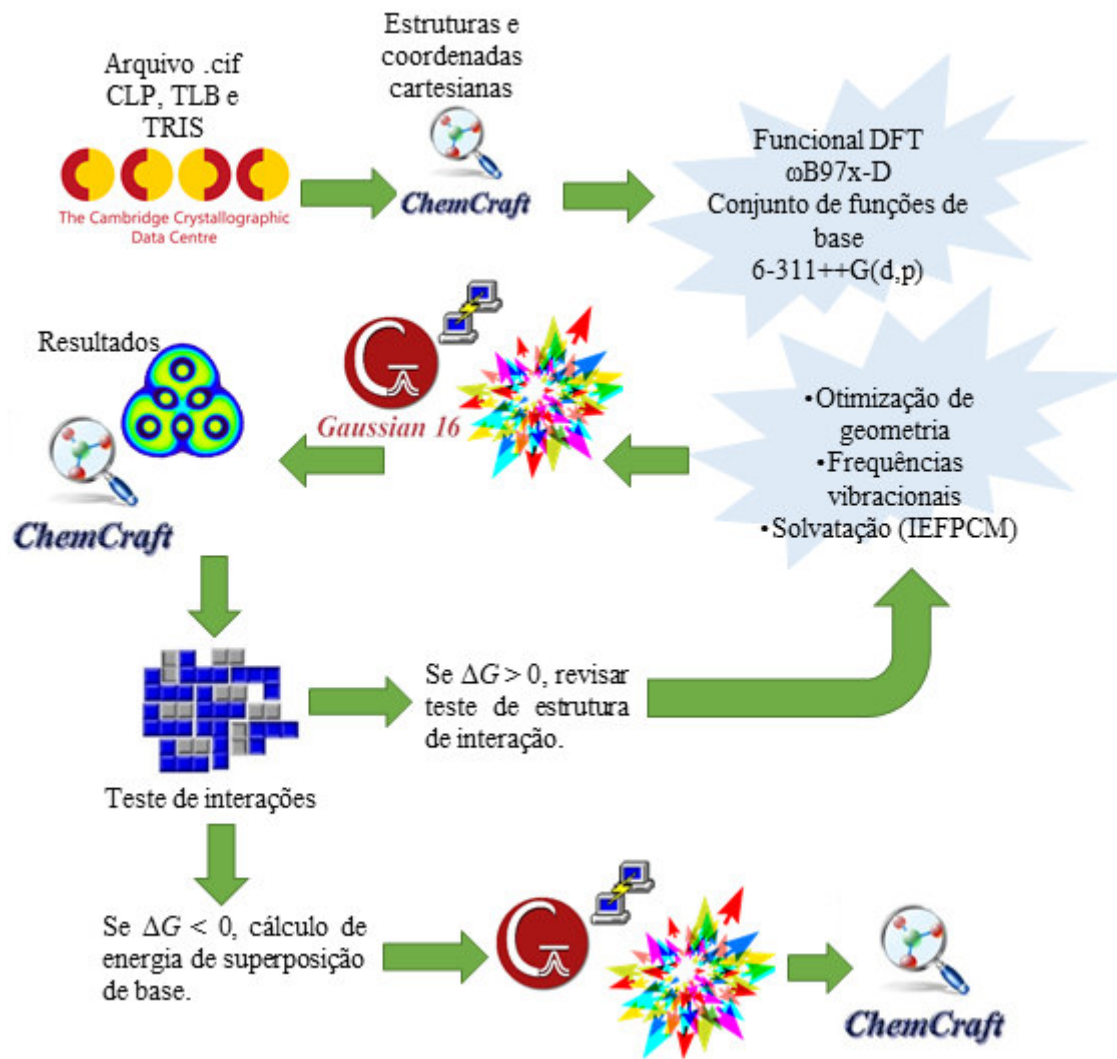 Arquivo .cif
CLP, TLB e
TRIS
The Cambridge Crystallographic
Data Centre
Estruturas e
coordenadas
cartesianas
ChemCraft
Funcional DFT
ωB97x-D
Conjunto de funções de
base
6-311++G(d,p)
•Otimização de
geometria
•Frequências
vibracionais
•Solvatação (IEFPCM)
Gaussian 16
Resultados
ChemCraft
Teste de interações
Se ΔG > 0, revisar
teste de estrutura
de interação.
Se ΔG < 0, cálculo de
energia de superposição
de base.
ChemCraft